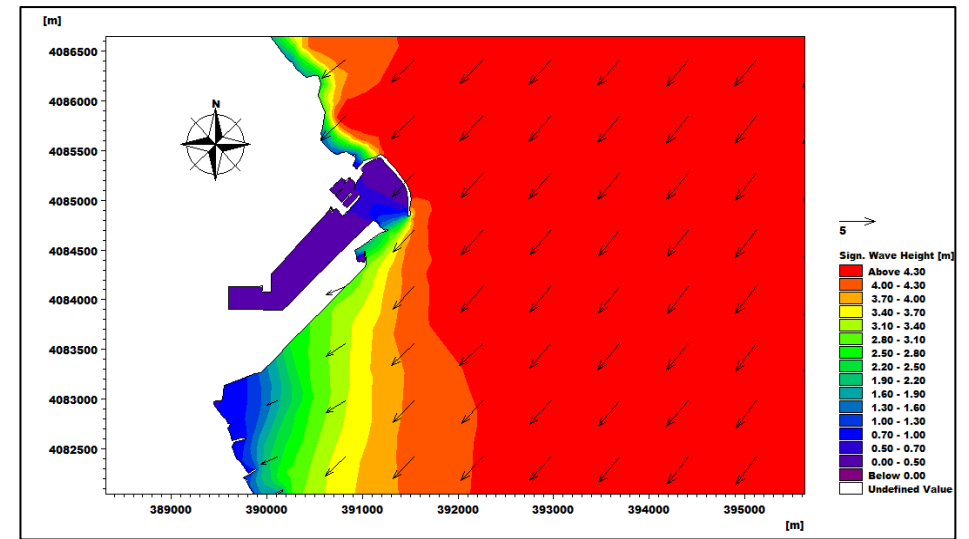 [m]
4086500
4086000
4085500
4085000
4084500
4084000
4083500
4083000
4082500
N
389000 390000 391000 392000 393000 394000 395000
[m]
5
Sign. Wave Height [m]
Above 4.30
4.00 - 4.30
3.70 - 4.00
3.40 - 3.70
3.10 - 3.40
2.80 - 3.10
2.50 - 2.80
2.20 - 2.50
1.90 - 2.20
1.60 - 1.90
1.30 - 1.60
1.00 - 1.30
0.70 - 1.00
0.50 - 0.70
0.00 - 0.50
Below 0.00
Undefined Value